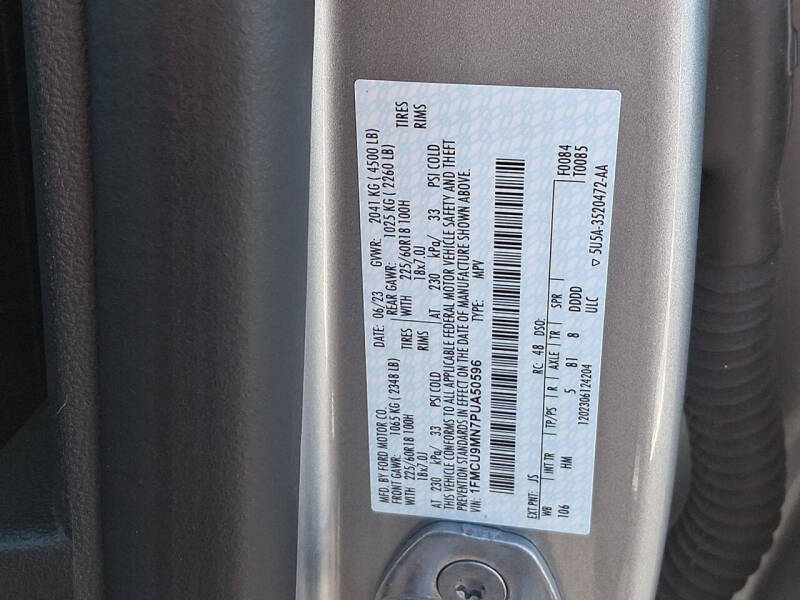 MFD. BY FORD MOTOR CO. DATE: 06/23 GVWR: 2041 KG ( 4500 LB)
FRONT GAWR: 1065 KG ( 2348 LB) REAR GAWR: 1025 KG ( 2260 LB)
WITH 225/60R18 100H TIRES WITH 225/60R18 100H TIRES
18x7.0J RIMS 18x7.0J RIMS
AT 230 kPa/ 33 PSI COLD AT 230 kPa/ 33 PSI COLD
THIS VEHICLE CONFORMS TO ALL APPLICABLE FEDERAL MOTOR VEHICLE SAFETY AND THEFT
PREVENTION STANDARDS IN EFFECT ON THE DATE OF MANUFACTURE SHOWN ABOVE.
VIN: 1FMCU9MN7PUA50596 TYPE: MPV
EXT PNT: JS RC: 48 DSO: F0084
WB INT TR TP/PS R AXLE TR SPR T0085
106 HM 5 81 8 DDDD
ULC ▽ 5U5A-3520472-AA
1202306124204